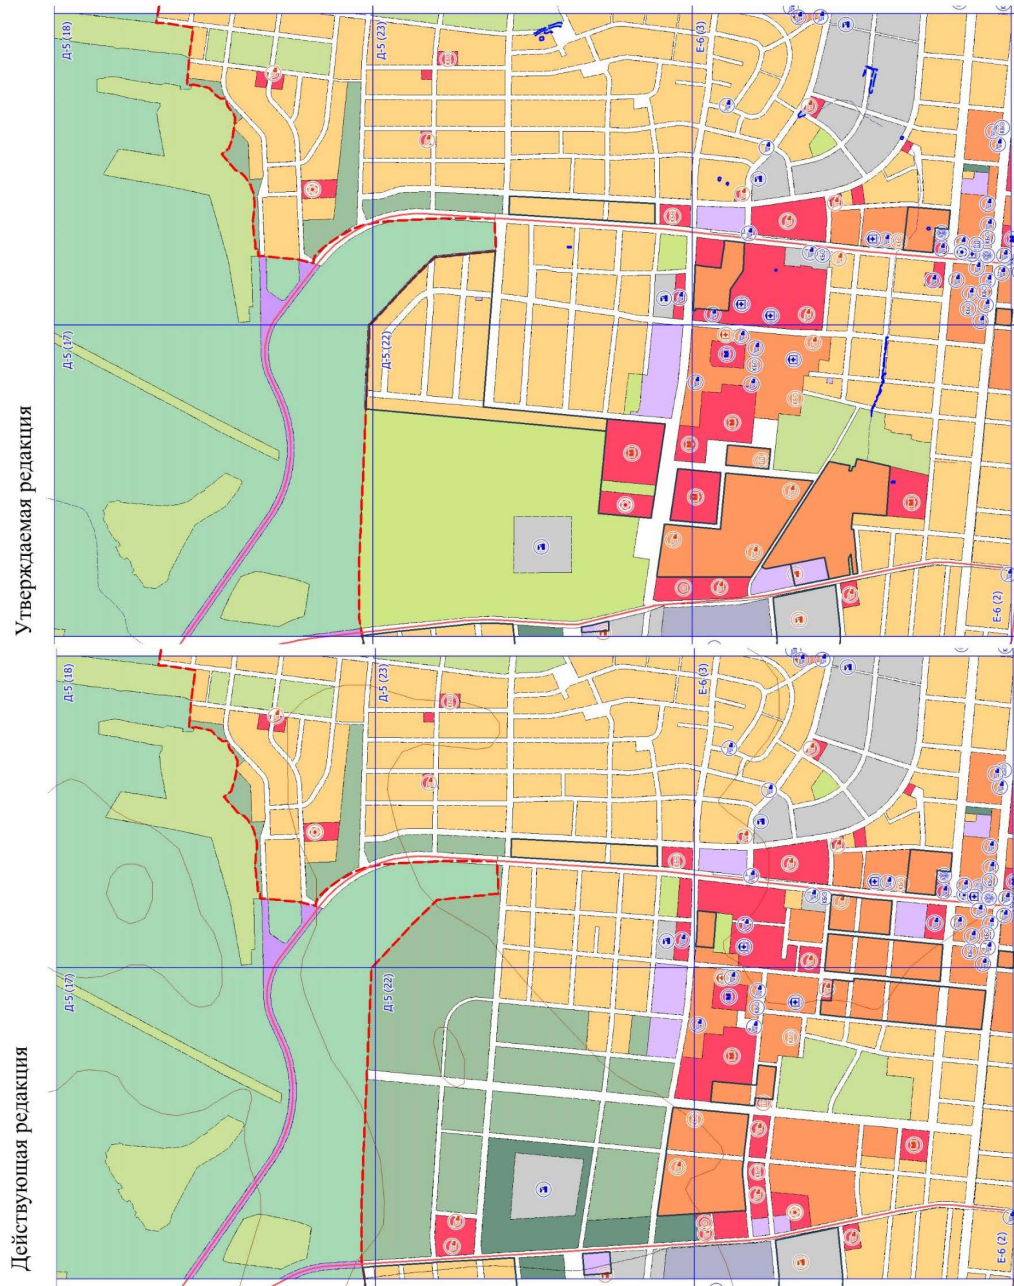 Утверждаемая редакция
Д-5 (18)
Д-5 (23)
Е-6 (3)
Д-5 (17)
Д-5 (22)
Е-6 (2)
Действующая редакция
Д-5 (18)
Д-5 (23)
Е-6 (3)
Д-5 (17)
Д-5 (22)
Е-6 (2)